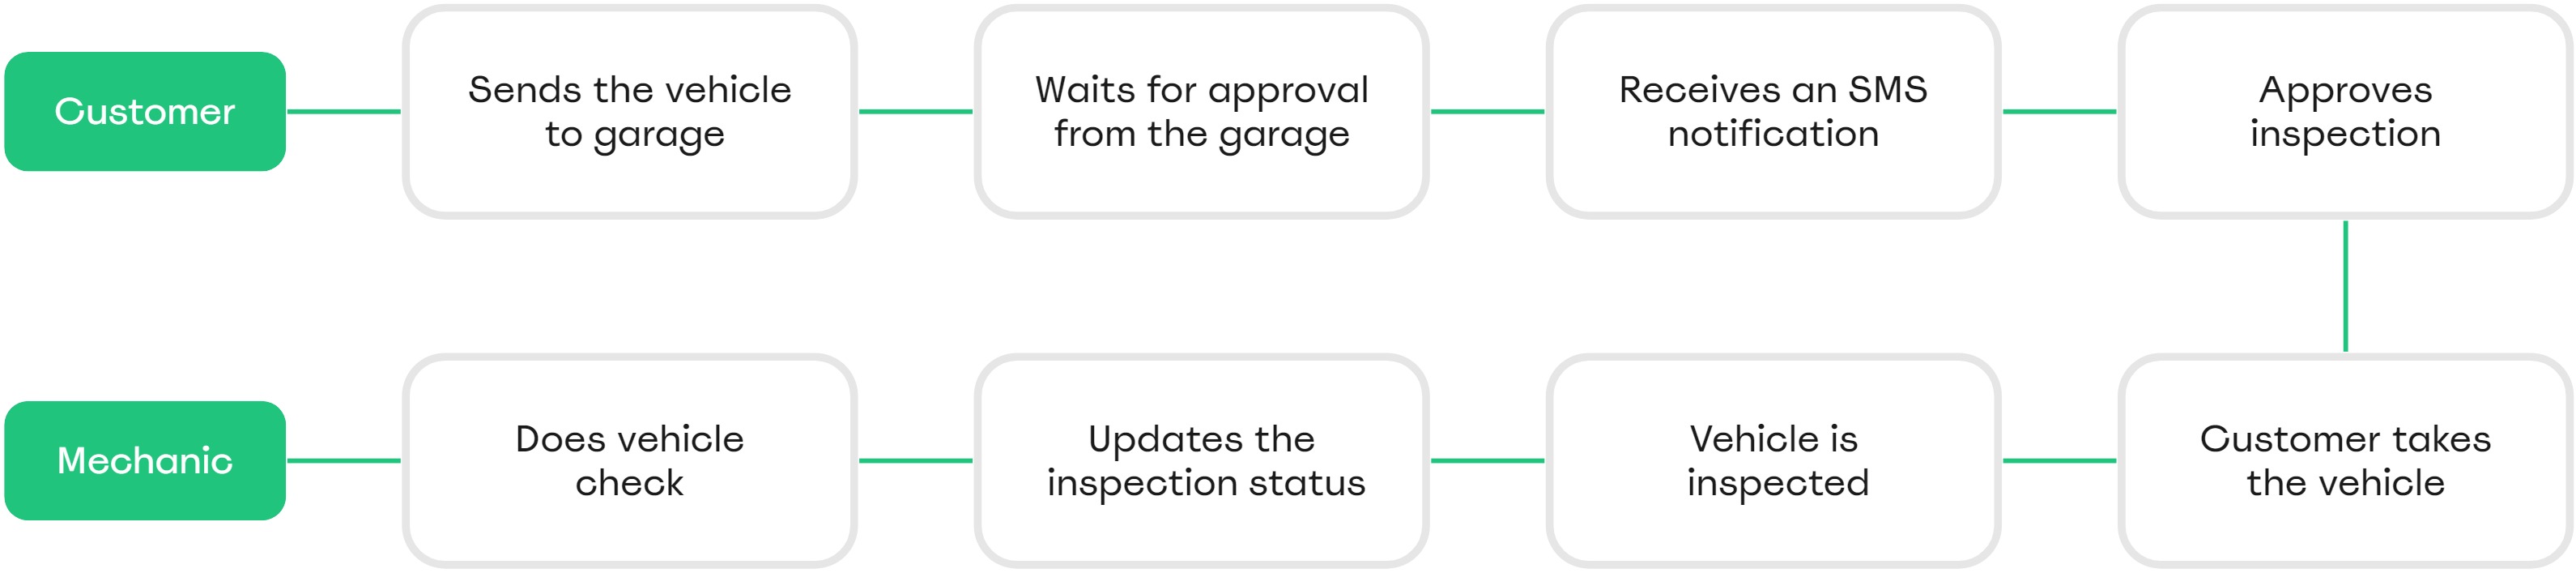 Customer
Sends the vehicle
to garage
Waits for approval
from the garage
Receives an SMS
notification
Approves
inspection
Mechanic
Does vehicle
check
Updates the
inspection status
Vehicle is
inspected
Customer takes
the vehicle